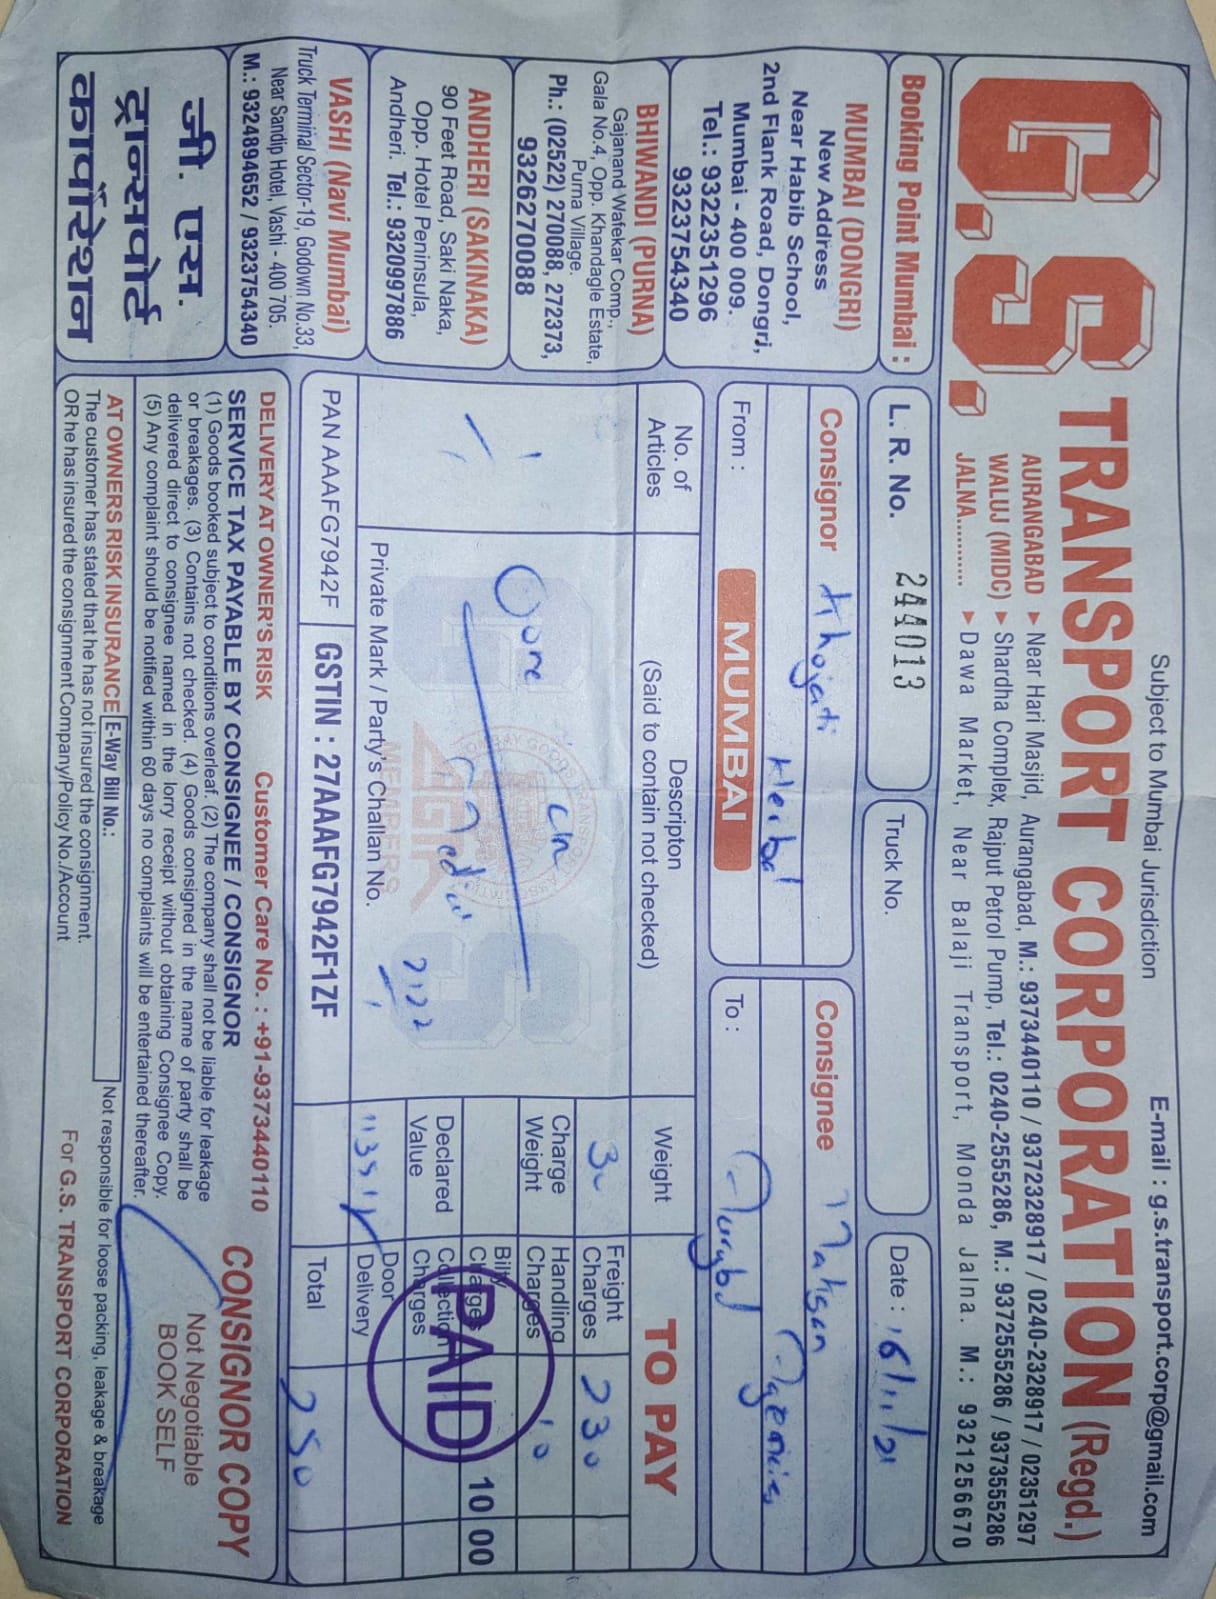 Subject to Mumbai Jurisdiction
E-mail : g.s.transport.corp@gmail.com
G.S. TRANSPORT CORPORATION (Regd.)
AURANGABAD ▸ Near Hari Masjid, Aurangabad, M.: 9373440110 / 9372328917 / 0240-2328917 / 02351297
WALUJ (MIDC) ▸ Shardha Complex, Rajput Petrol Pump, Tel.: 0240-2555286, M.: 9372555286 / 9373555286
JALNA........... ▸ Dawa Market, Near Balaji Transport, Monda Jalna. M.: 9321256670
Booking Point Mumbai :
MUMBAI (DONGRI)
New Address
Near Habib School,
2nd Flank Road, Dongri,
Mumbai - 400 009.
Tel.: 9322351296
9323754340
BHIWANDI (PURNA)
Gajanand Wafekar Comp.,
Gala No.4, Opp. Khandagle Estate,
Purna Village.
Ph.: (02522) 270088, 272373,
9326270088
ANDHERI (SAKINAKA)
90 Feet Road, Saki Naka,
Opp. Hotel Peninsula,
Andheri. Tel.: 9320997886
VASHI (Navi Mumbai)
Truck Terminal Sector-19, Godown No.33,
Near Sandip Hotel, Vashi - 400 705.
M.: 9324894652 / 9323754340
जी. एस.
ट्रान्सपोर्ट
कार्पोरेशन
L. R. No. 244013
Truck No.
Date : 16/11/21
Consignor Khojati
Herbal
Consignee
Agencies
From : MUMBAI
To :
No. of Articles
Descripton
(Said to contain not checked)
Weight
TO PAY
One
Freight Charges 230
Charge Weight
Handling Charges 10
Bilty Charges 10 00
Declared Value
Collection Charges
Door Delivery
Total 250
PAID
2122
Private Mark / Party's Challan No.
MEMBERS
PAN AAAFG7942F
GSTIN : 27AAAFG7942F1ZF
DELIVERY AT OWNER'S RISK Customer Care No. : +91-9373440110
SERVICE TAX PAYABLE BY CONSIGNEE / CONSIGNOR
(1) Goods booked subject to conditions overleaf. (2) The company shall not be liable for leakage
or breakages. (3) Contains not checked. (4) Goods consigned in the name of party shall be
delivered direct to consignee named in the lorry receipt without obtaining Consignee Copy.
(5) Any complaint should be notified within 60 days no complaints will be entertained thereafter.
CONSIGNOR COPY
Not Negotiable
BOOK SELF
AT OWNERS RISK INSURANCE E-Way Bill No.:
The customer has stated that he has not insured the consignment.
OR he has insured the consignment Company/Policy No./Account
Not responsible for loose packing, leakage & breakage
For G.S. TRANSPORT CORPORATION